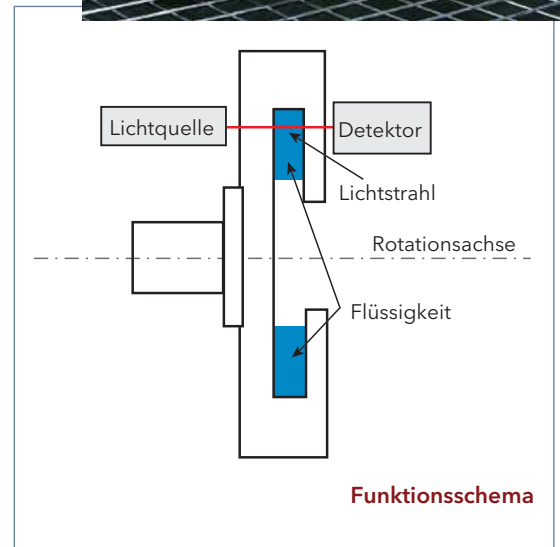 Lichtquelle
Detektor
Lichtstrahl
Rotationsachse
Flüssigkeit
Funktionsschema